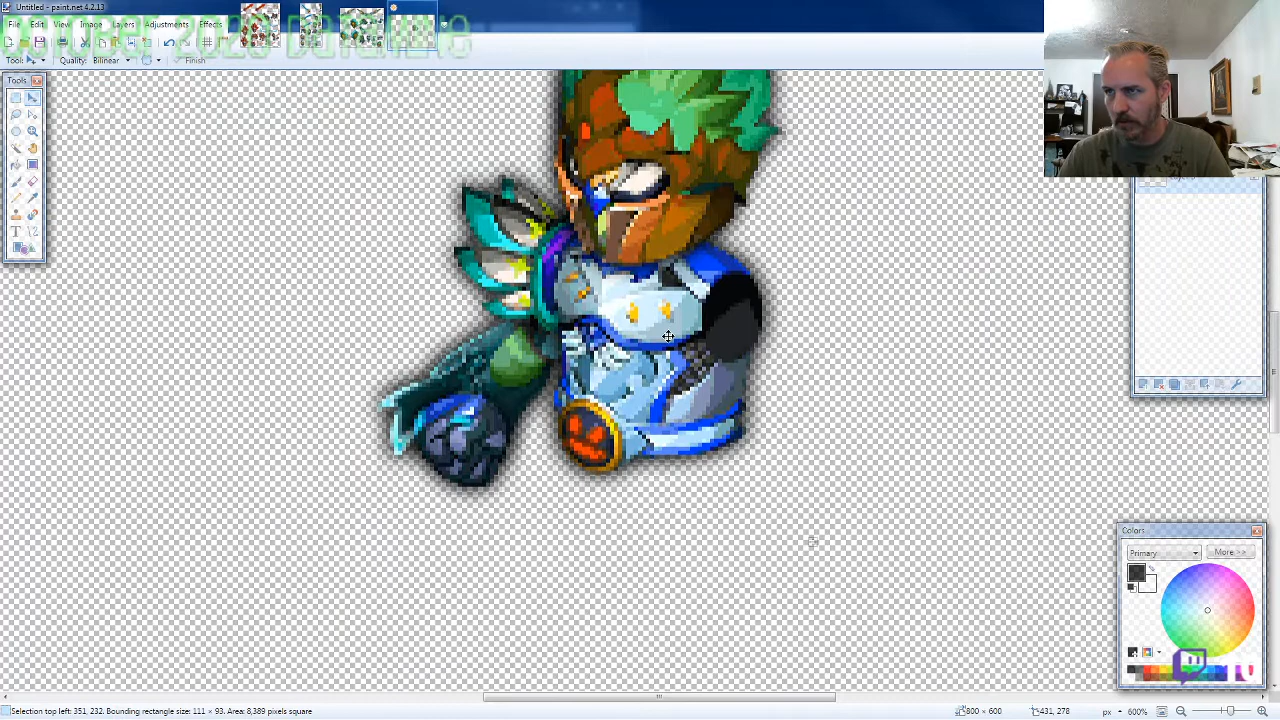 Untitled - paint.net 4.2.13
File Edit View Image Layers Adjustments Effects
Tool: Quality: Bilinear Finish
Tools
Colors
Primary More >>
Selection top left: 351, 232. Bounding rectangle size: 111 × 93. Area: 8,389 pixels square
800 × 600 431, 278 px 600%